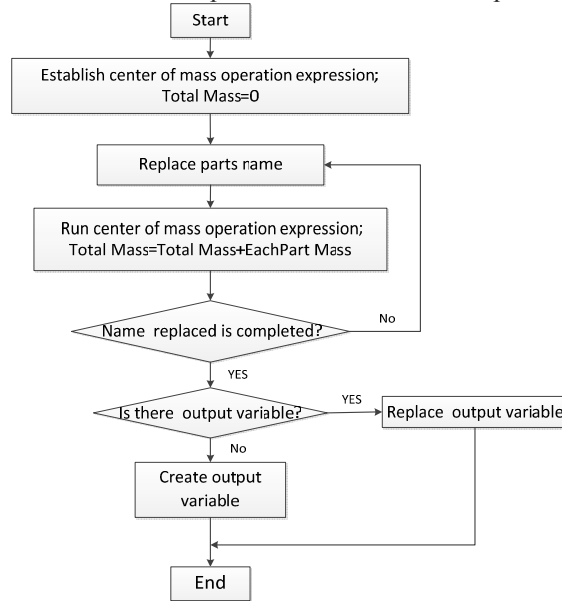 Start
Establish center of mass operation expression;
Total Mass=0
Replace parts name
Run center of mass operation expression;
Total Mass=Total Mass+EachPart Mass
Name replaced is completed?
No
YES
Is there output variable?
YES
Replace output variable
No
Create output
variable
End